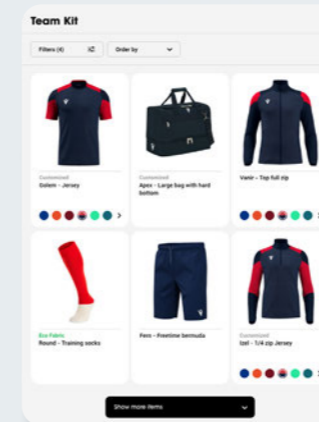 Team Kit
Filters (4)
Order by
Customized
Golem - Jersey
Customized
Apex - Large bag with hard
bottom
Vanir - Top full zip
Eco Fabric
Round - Training socks
Fero - Freetime bermuda
Customized
Izel - 1/4 zip Jersey
Show more items